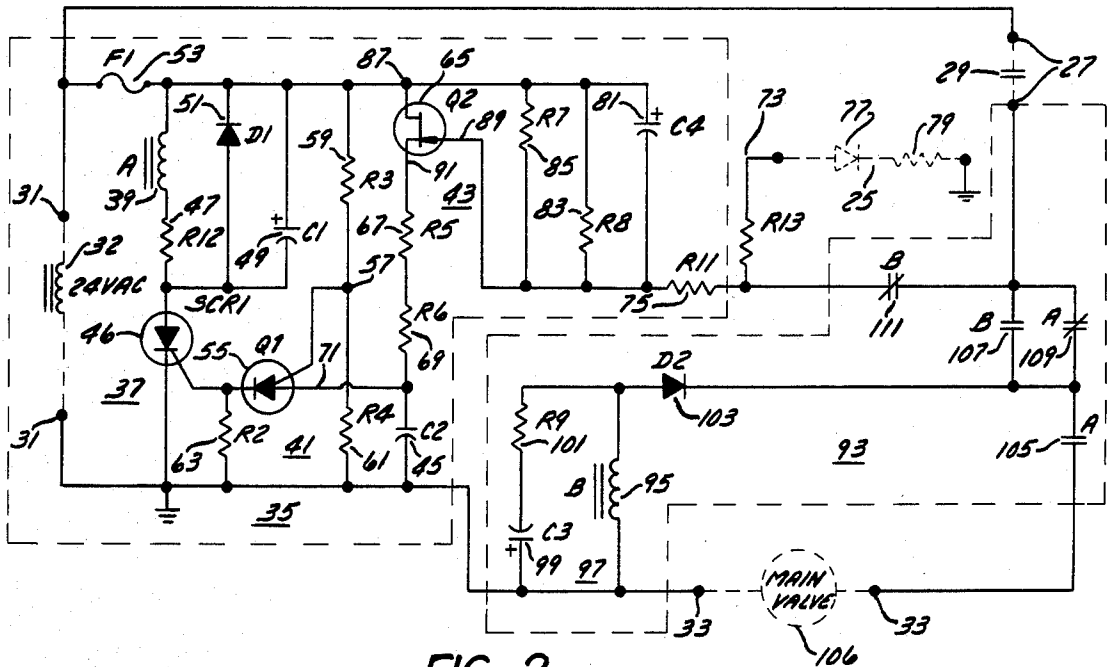 F1 53
87 65
Q2
29 27
51 D1
59
89
R7
85
81 C4
73 77 79
25
A
39
47
R12
49 C1
R3
91
43
67 R5
83 R8
31
32
24VAC
SCR1
57
R11
75
R13
B
111
46
55 Q1
71
R6
69
B
107
A
109
37
R2
63
41
R4
61
C2
45
D2
103
R9
101
93
A
105
31
35
B
95
C3
99
97
33
MAIN
VALVE
33
106
FIG. 2